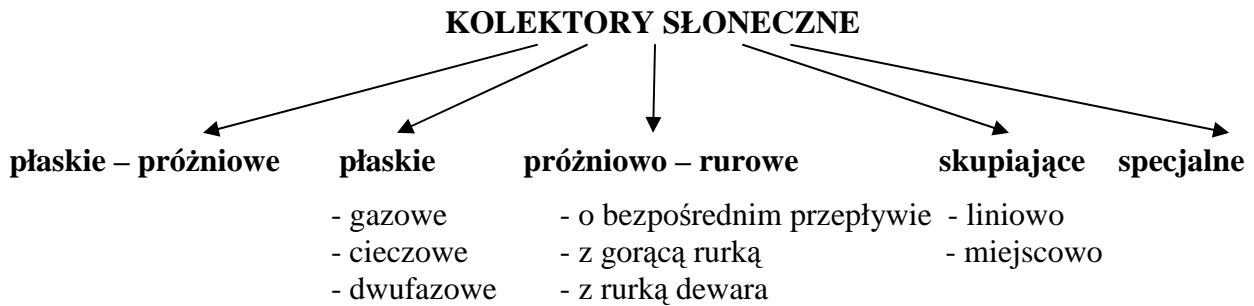 KOLEKTORY SŁONECZNE
płaskie – próżniowe płaskie próżniowo – rurowe skupiające specjalne
- gazowe - o bezpośrednim przepływie - liniowo
- cieczowe - z gorącą rurką - miejscowo
- dwufazowe - z rurką dewara